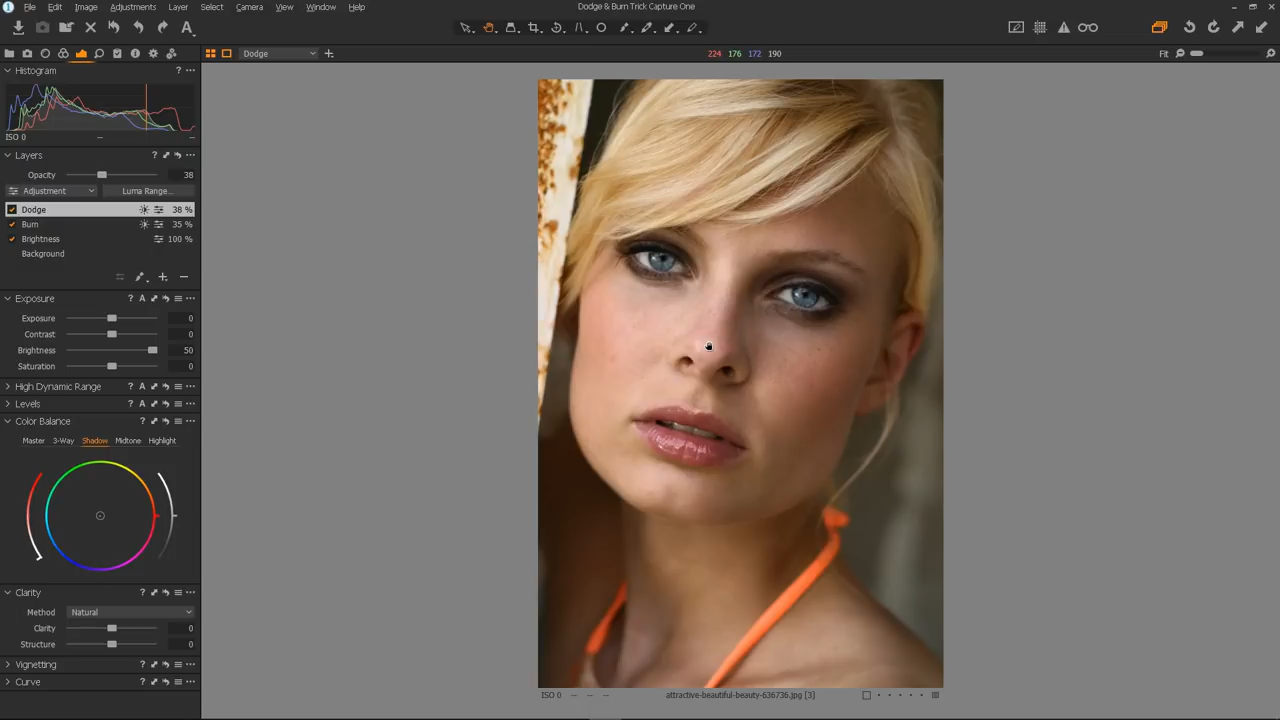 Dodge & Burn Trick Capture One
Edit Image Adjustments Layer Select Camera View Window Help
Dodge
224 176 172 190
Fit
Histogram
ISO 0
Layers
Opacity 38
Adjustment Luma Range...
Dodge 38 %
Burn 35 %
Brightness 100 %
Background
Exposure
Exposure 0
Contrast 0
Brightness 50
Saturation 0
High Dynamic Range
Levels
Color Balance
Master 3-Way Shadow Midtone Highlight
Clarity
Method Natural
Clarity 0
Structure 0
Vignetting
Curve
ISO 0
attractive-beautiful-beauty-636736.jpg [3]